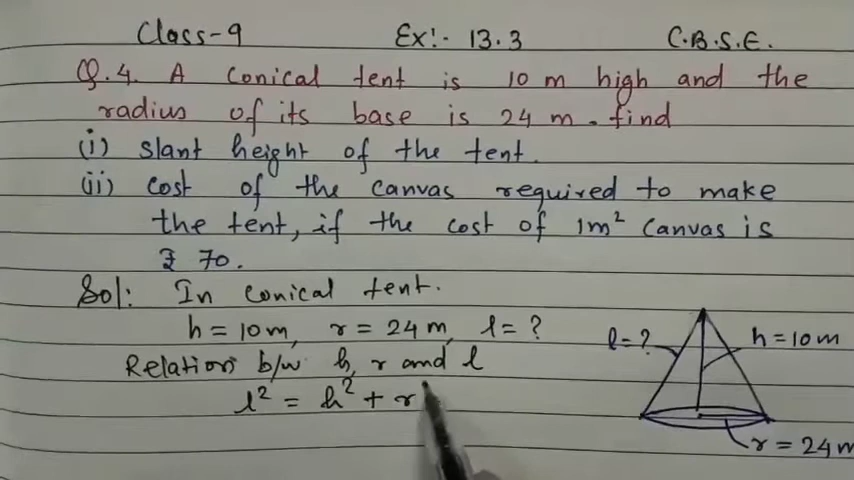 Class-9 Ex:- 13.3 C.B.S.E.
Q.4. A Conical tent is 10 m high and the
radius of its base is 24 m. find
(i) slant height of the tent.
(ii) cost of the canvas required to make
the tent, if the cost of 1m² canvas is
₹ 70.
Sol: In conical tent.
h = 10m, r = 24m, l = ?
Relation b/w h, r and l
l² = h² + r
l = ?
h = 10m
r = 24m